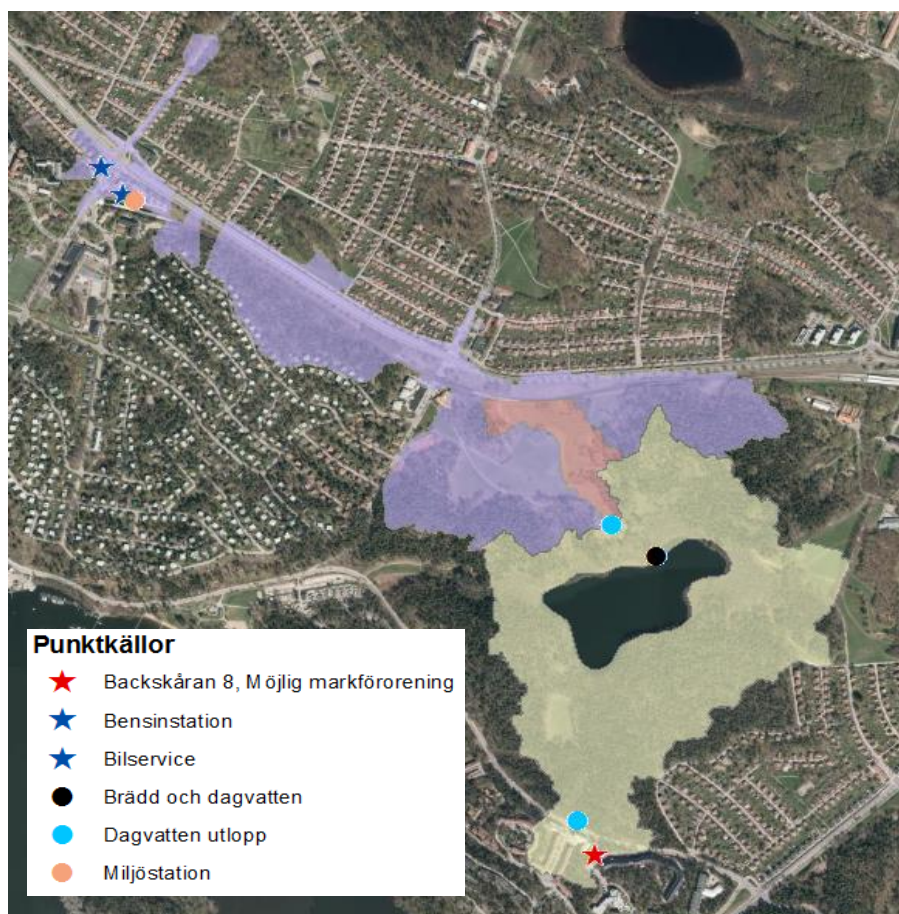 Punktkällor
Backskåran 8, Möjlig markförorening
Bensinstation
Bilservice
Brädd och dagvatten
Dagvatten utlopp
Miljöstation